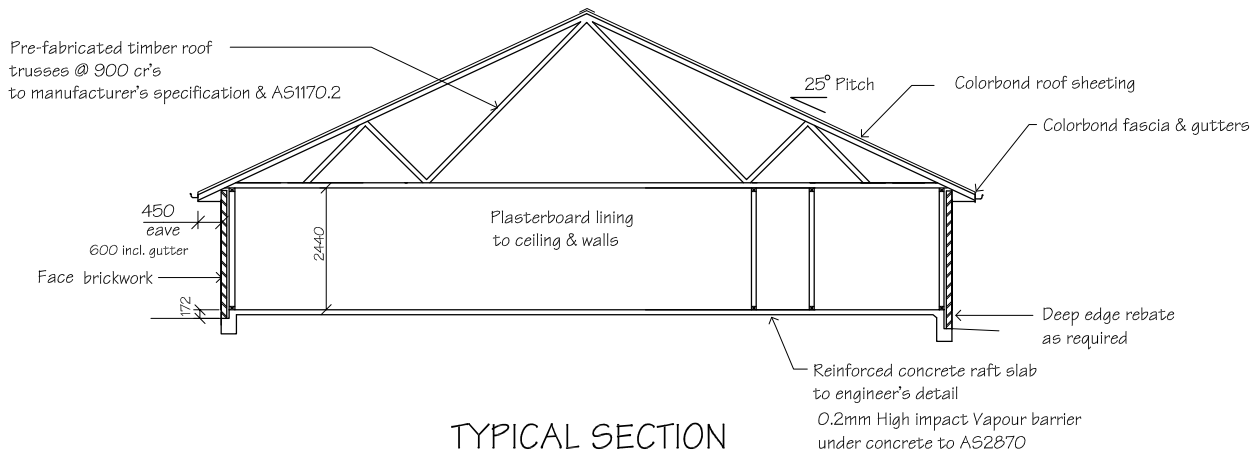 Pre-fabricated timber roof
trusses @ 900 cr's
to manufacturer's specification & AS1170.2
25° Pitch
Colorbond roof sheeting
Colorbond fascia & gutters
450
eave
600 incl. gutter
Face brickwork
172
2440
Plasterboard lining
to ceiling & walls
Deep edge rebate
as required
Reinforced concrete raft slab
to engineer's detail
0.2mm High impact Vapour barrier
under concrete to AS2870
TYPICAL SECTION